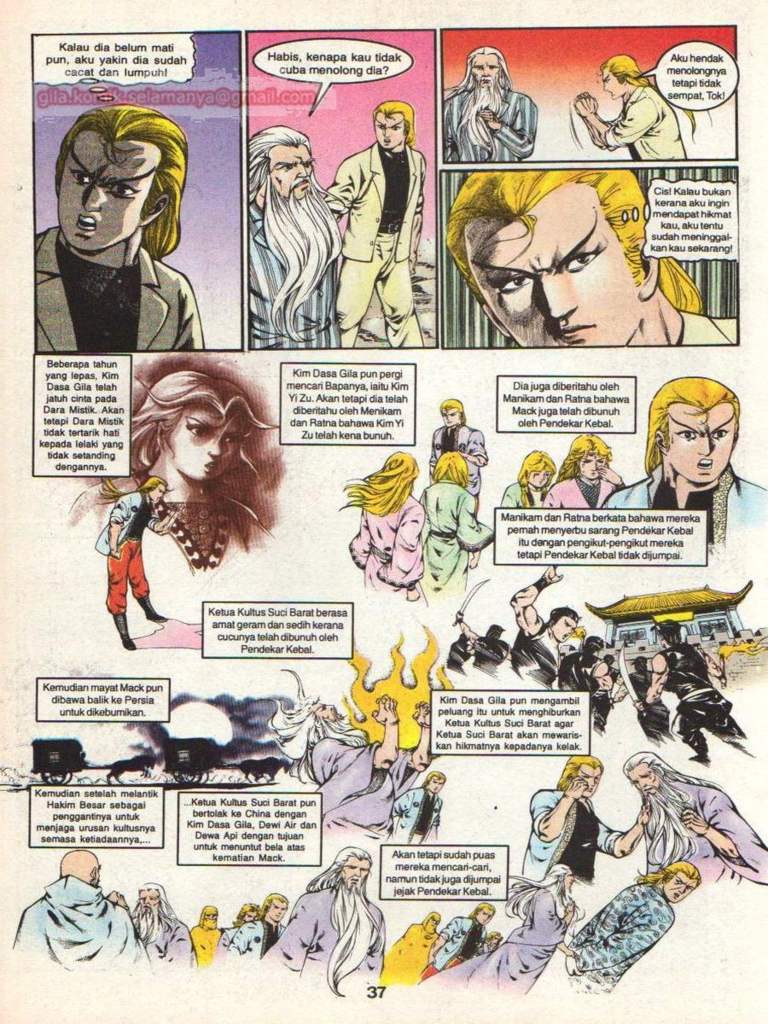 Kalau dia belum mati
pun, aku yakin dia sudah
cacat dan lumpuh!
gila.komik.selamanya@gmail.com
Habis, kenapa kau tidak
cuba menolong dia?
Aku hendak
menolongnya
tetapi tidak
sempat, Tok!
Cis! Kalau bukan
kerana aku ingin
mendapat hikmat
kau, aku tentu
sudah meninggal-
kan kau sekarang!
Beberapa tahun
yang lepas, Kim
Dasa Gila telah
jatuh cinta pada
Dara Mistik. Akan
tetapi Dara Mistik
tidak tertarik hati
kepada lelaki yang
tidak standing
dengannya.
Kim Dasa Gila pun pergi
mencari Bapanya, iaitu Kim
Yi Zu. Akan tetapi dia telah
diberitahu oleh Menikam
dan Ratna bahawa Kim Yi
Zu telah kena bunuh.
Dia juga diberitahu oleh
Manikam dan Ratna bahawa
Mack juga telah dibunuh
oleh Pendekar Kebal.
Manikam dan Ratna berkata bahawa mereka
pernah menyerbu sarang Pendekar Kebal
itu dengan pengikut-pengikut mereka
tetapi Pendekar Kebal tidak dijumpai.
Ketua Kultus Suci Barat berasa
amat geram dan sedih kerana
cucunya telah dibunuh oleh
Pendekar Kebal.
Kemudian mayat Mack pun
dibawa balik ke Persia
untuk dikebumikan.
Kim Dasa Gila pun mengambil
peluang itu untuk menghiburkan
Ketua Kultus Suci Barat agar
Ketua Suci Barat akan mewaris-
kan hikmatnya kepadanya kelak.
Kemudian setelah melantik
Hakim Besar sebagai
penggantinya untuk
menjaga urusan kultusnya
semasa ketiadaannya,...
...Ketua Kultus Suci Barat pun
bertolak ke China dengan
Kim Dasa Gila, Dewi Air dan
Dewa Api dengan tujuan
untuk menuntut bela atas
kematian Mack.
Akan tetapi sudah puas
mereka mencari-cari,
namun tidak juga dijumpai
jejak Pendekar Kebal.
37